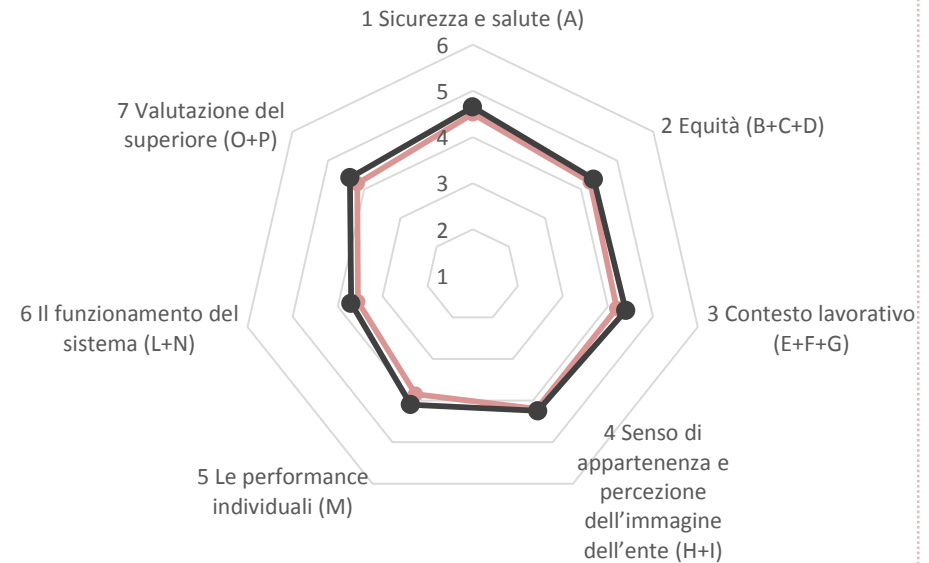 1 Sicurezza e salute (A)
6
5
4
3
2
1
2 Equità (B+C+D)
3 Contesto lavorativo
(E+F+G)
4 Senso di
appartenenza e
percezione
dell’immagine
dell’ente (H+I)
5 Le performance
individuali (M)
6 Il funzionamento del
sistema (L+N)
7 Valutazione del
superiore (O+P)